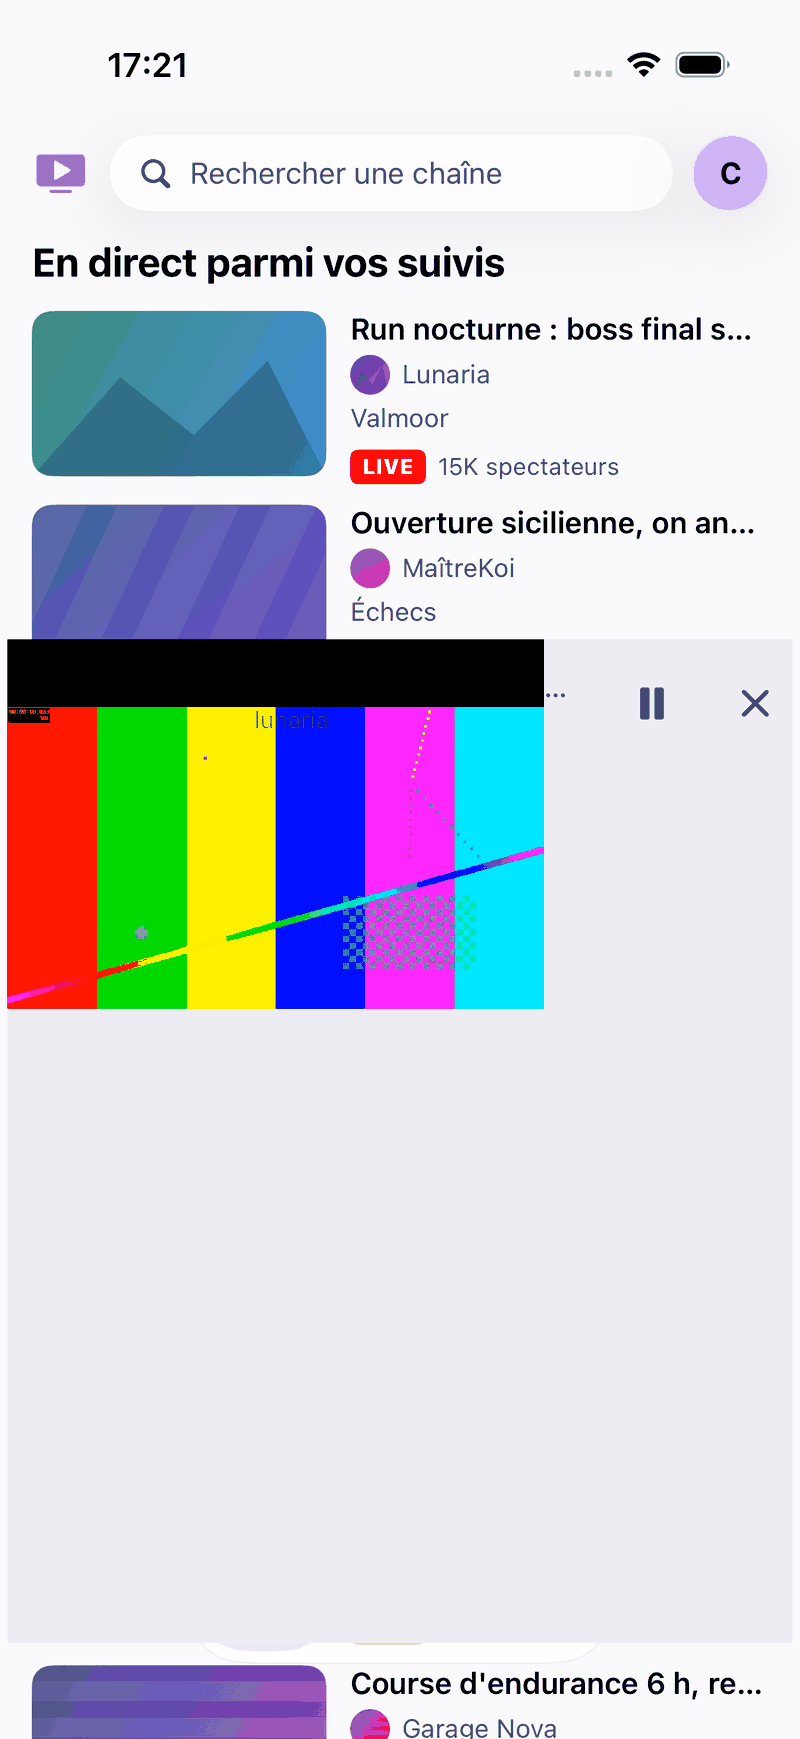 17:21
Rechercher une chaîne
C
En direct parmi vos suivis
Run nocturne : boss final s...
Lunaria
Valmoor
LIVE 15K spectateurs
Ouverture sicilienne, on an...
MaîtreKoi
Échecs
...
lunaria
Course d'endurance 6 h, re...
Garage Nova